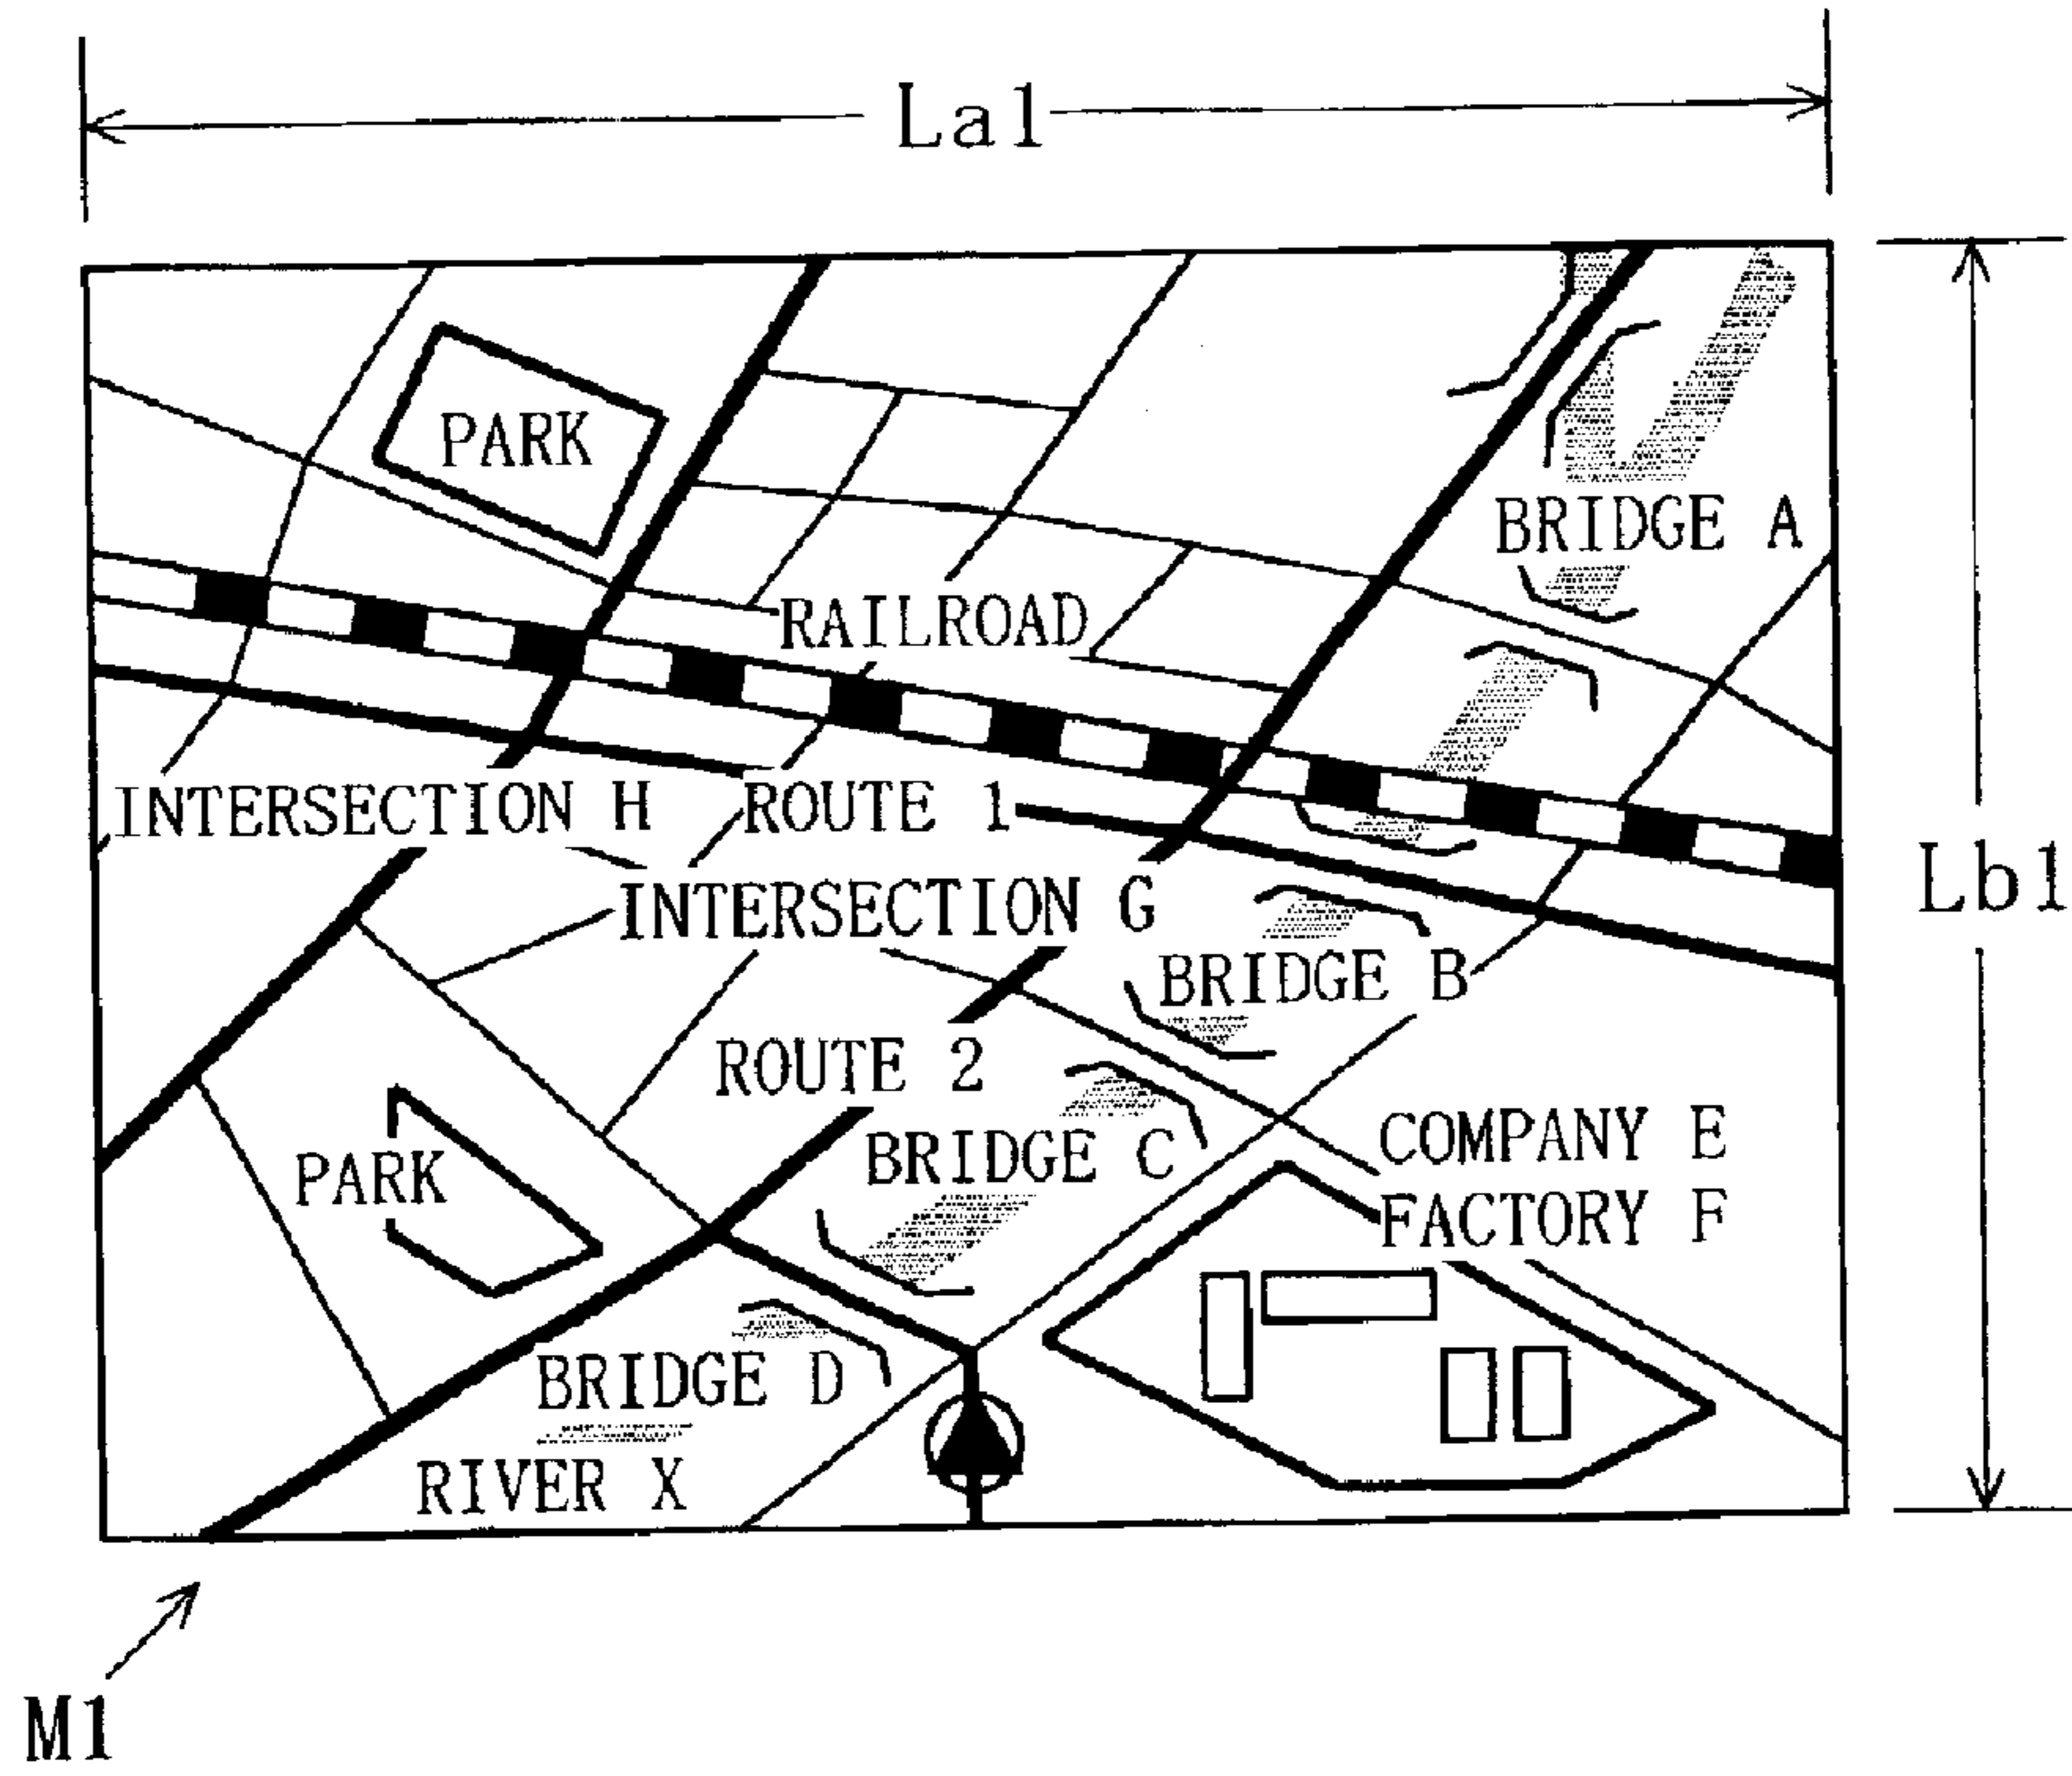 La1
PARK
BRIDGE A
RAILROAD
INTERSECTION H
ROUTE 1
Lb1
INTERSECTION G
BRIDGE B
ROUTE 2
COMPANY E
BRIDGE C
PARK
FACTORY F
BRIDGE D
RIVER X
M1